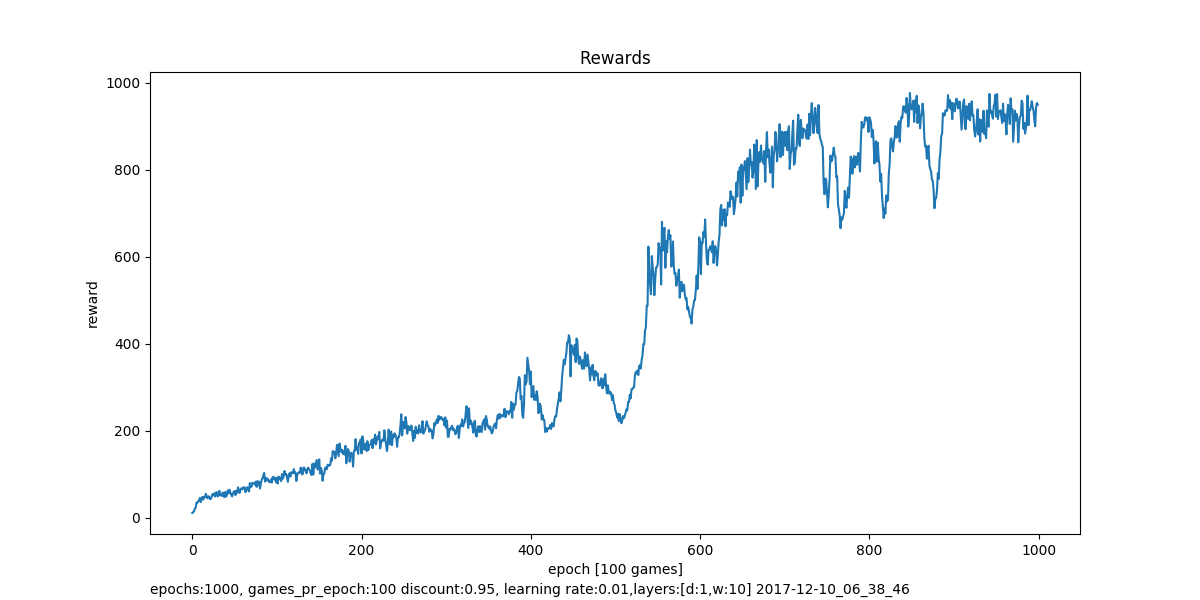 Rewards
1000
800
600
400
200
0
reward
0 200 400 600 800 1000
epoch [100 games]
epochs:1000, games_pr_epoch:100 discount:0.95, learning rate:0.01,layers:[d:1,w:10] 2017-12-10_06_38_46